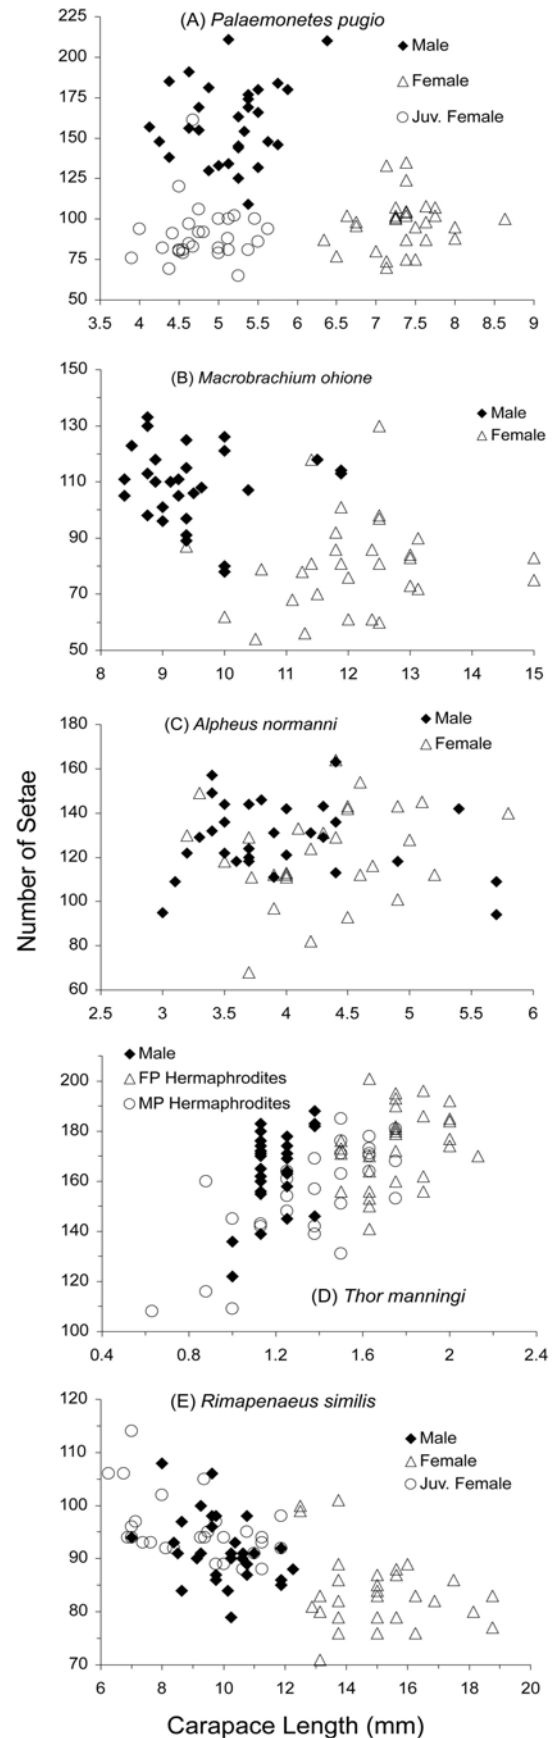 (A) Palaemonetes pugio
Male
Female
Juv. Female
225
200
175
150
125
100
75
50
3.5 4 4.5 5 5.5 6 6.5 7 7.5 8 8.5 9
(B) Macrobrachium ohione
Male
Female
150
130
110
90
70
50
8 9 10 11 12 13 14 15
(C) Alpheus normanni
Male
Female
180
160
140
120
100
80
60
2.5 3 3.5 4 4.5 5 5.5 6
Number of Setae
Male
FP Hermaphrodites
MP Hermaphrodites
200
180
160
140
120
100
(D) Thor manningi
0.4 0.8 1.2 1.6 2 2.4
(E) Rimapenaeus similis
Male
Female
Juv. Female
120
110
100
90
80
70
6 8 10 12 14 16 18 20
Carapace Length (mm)